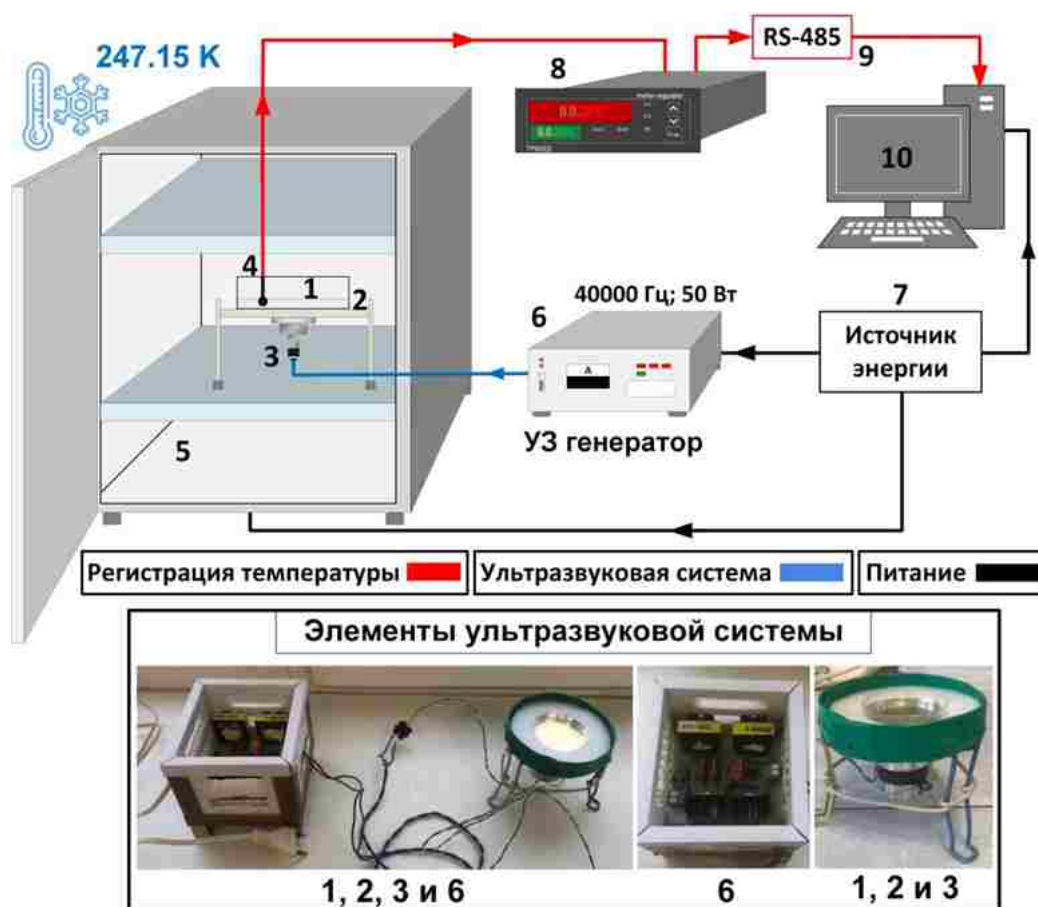 247.15 K
RS-485
8
9
10
4
1
2
3
40000 Гц; 50 Вт
6
7
Источник
энергии
A
УЗ генератор
5
Регистрация температуры
Ультразвуковая система
Питание
Элементы ультразвуковой системы
1, 2, 3 и 6
6
1, 2 и 3